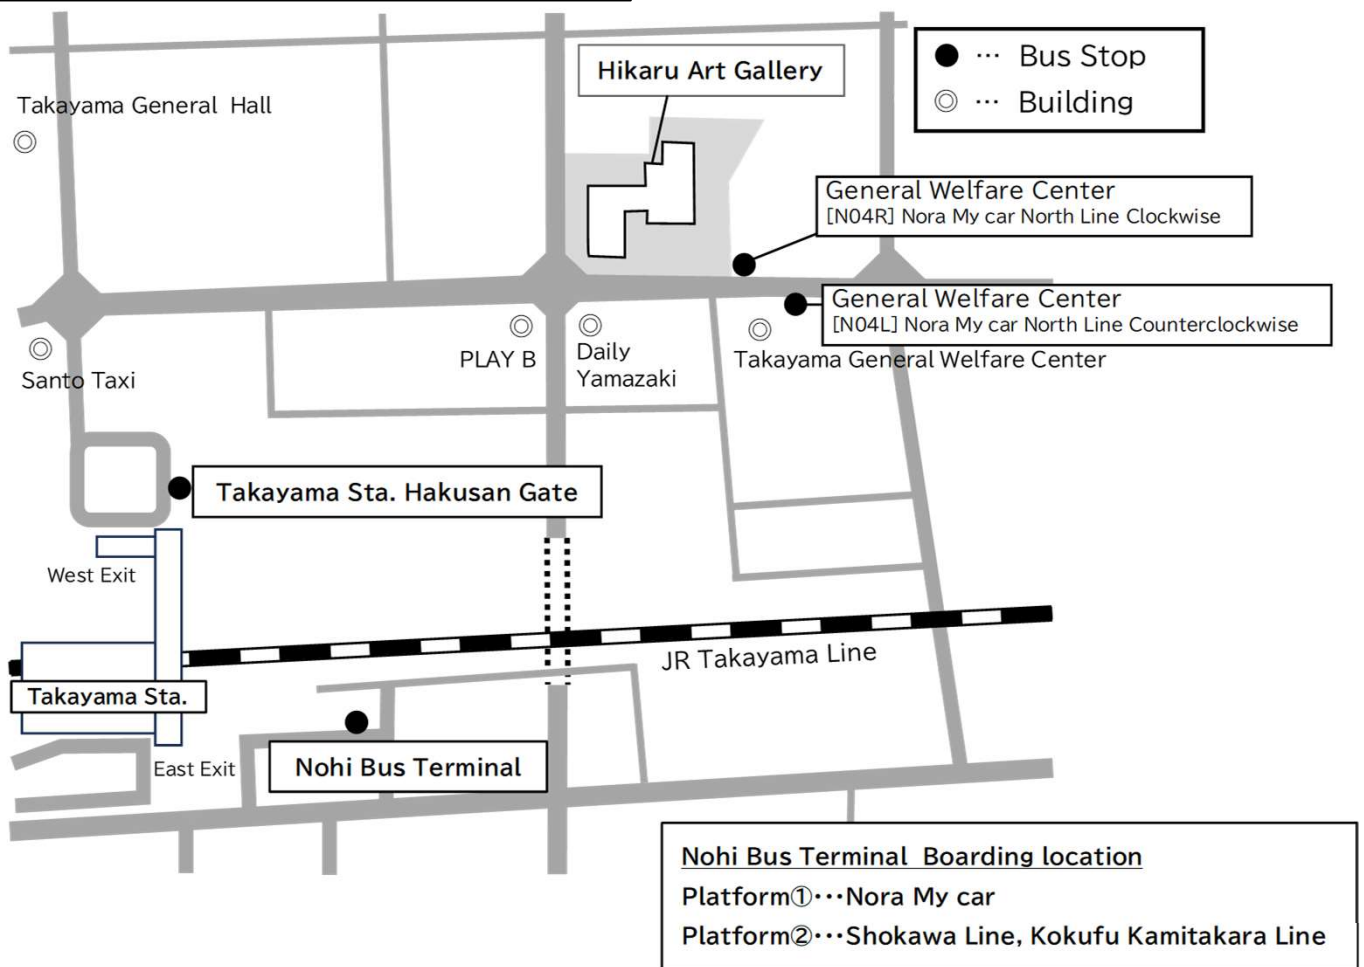 Hikaru Art Gallery
● ··· Bus Stop
◎ ··· Building
Takayama General Hall
General Welfare Center
[N04R] Nora My car North Line Clockwise
General Welfare Center
[N04L] Nora My car North Line Counterclockwise
Santo Taxi
PLAY B
Daily
Yamazaki
Takayama General Welfare Center
Takayama Sta. Hakusan Gate
West Exit
JR Takayama Line
Takayama Sta.
East Exit
Nohi Bus Terminal
Nohi Bus Terminal Boarding location
Platform①···Nora My car
Platform②···Shokawa Line, Kokufu Kamitakara Line